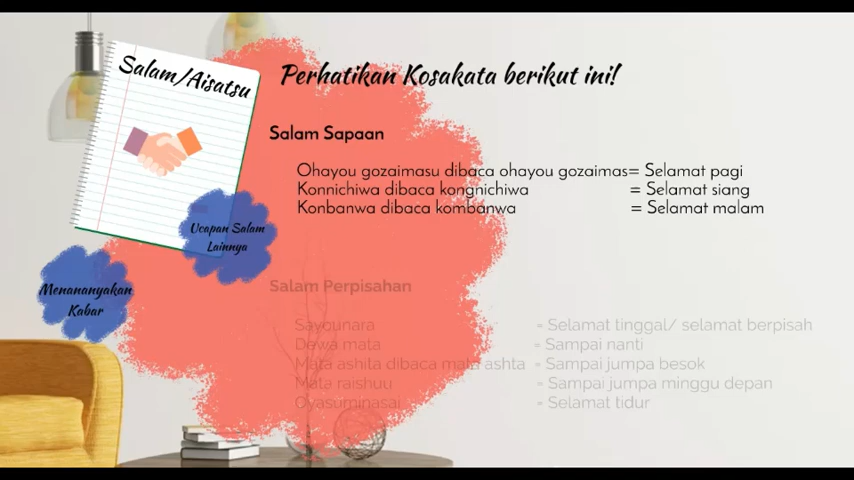 Salam/Aisatsu
Perhatikan Kosakata berikut ini!
Salam Sapaan
Ohayou gozaimasu dibaca ohayou gozaimas= Selamat pagi
Konnichiwa dibaca kongnichiwa = Selamat siang
Konbanwa dibaca kombanwa = Selamat malam
Ucapan Salam
Lainnya
Menananyakan
Kabar
Salam Perpisahan
Sayounara = Selamat tinggal/ selamat berpisah
Dewa mata = Sampai nanti
Mata ashita dibaca mata ashta = Sampai jumpa besok
Mata raishuu = Sampai jumpa minggu depan
Oyasuminasai = Selamat tidur